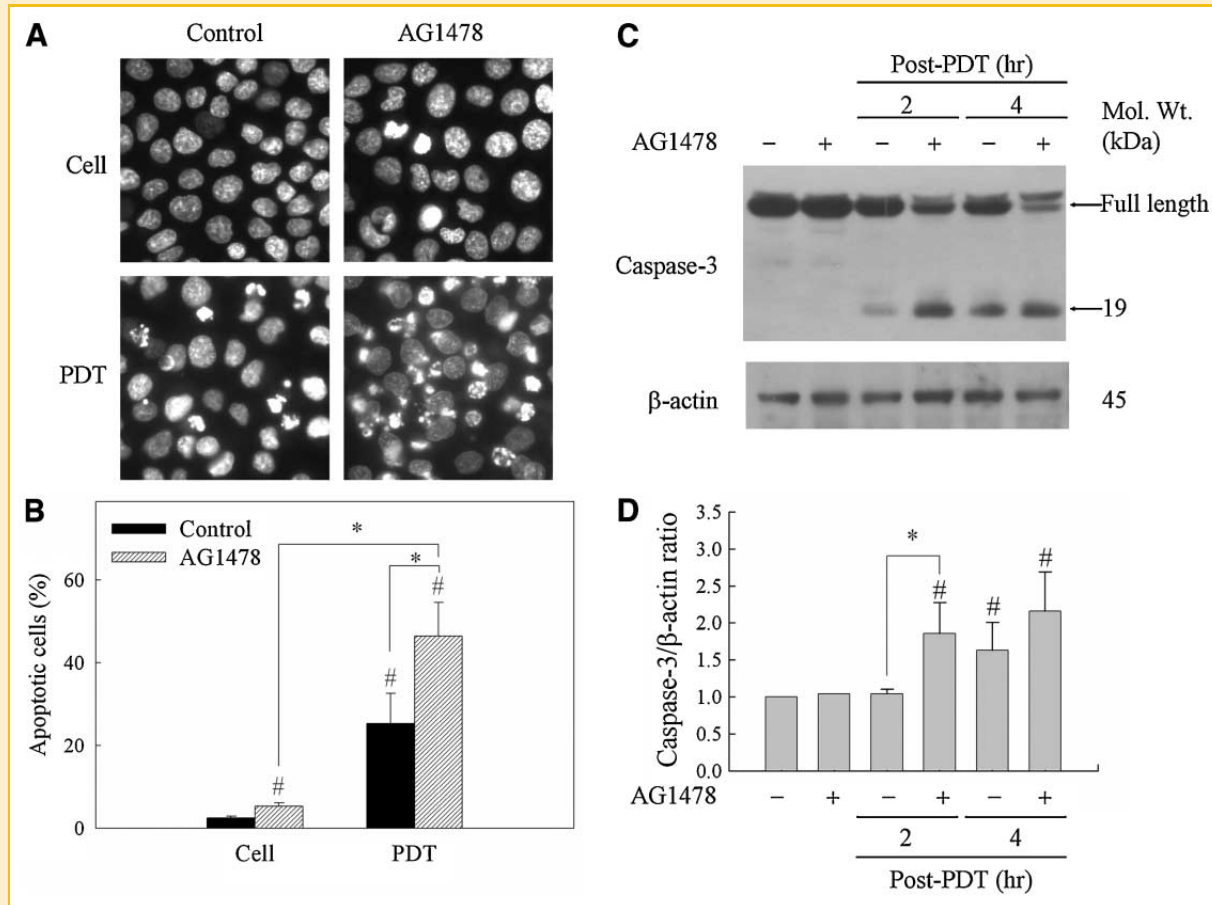 A
Control
AG1478
Cell
PDT
B
Control
AG1478
*
*
#
#
#
Apoptotic cells (%)
60
40
20
0
Cell
PDT
C
Post-PDT (hr)
2
4
Mol. Wt.
(kDa)
AG1478
− + − + − +
Full length
Caspase-3
19
β-actin
45
D
Caspase-3/β-actin ratio
3.5
3.0
2.5
2.0
1.5
1.0
0.5
0.0
*
#
#
#
AG1478
− + − + − +
2
4
Post-PDT (hr)